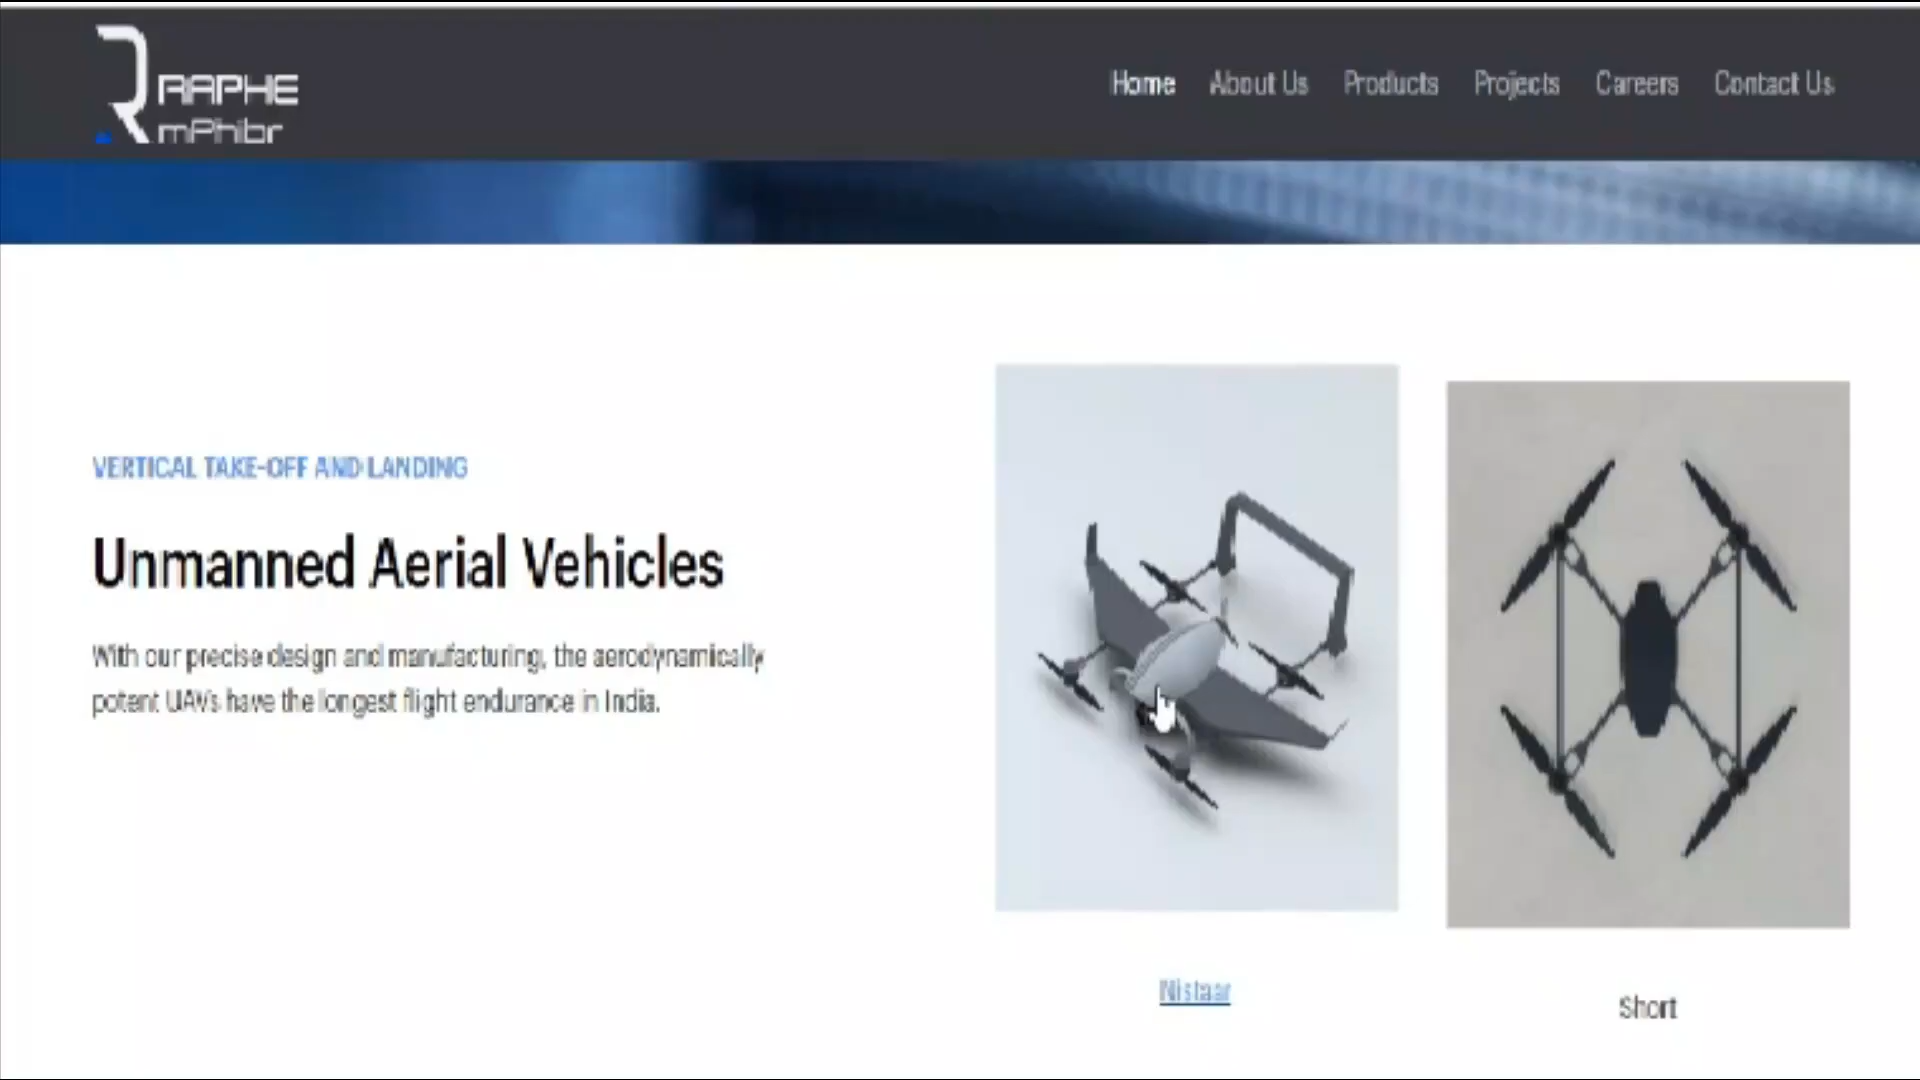 RAPHE
mPhibr
Home About Us Products Projects Careers Contact Us
VERTICAL TAKE-OFF AND LANDING
Unmanned Aerial Vehicles
With our precise design and manufacturing, the aerodynamically
potent UAVs have the longest flight endurance in India.
Nistaar
Short